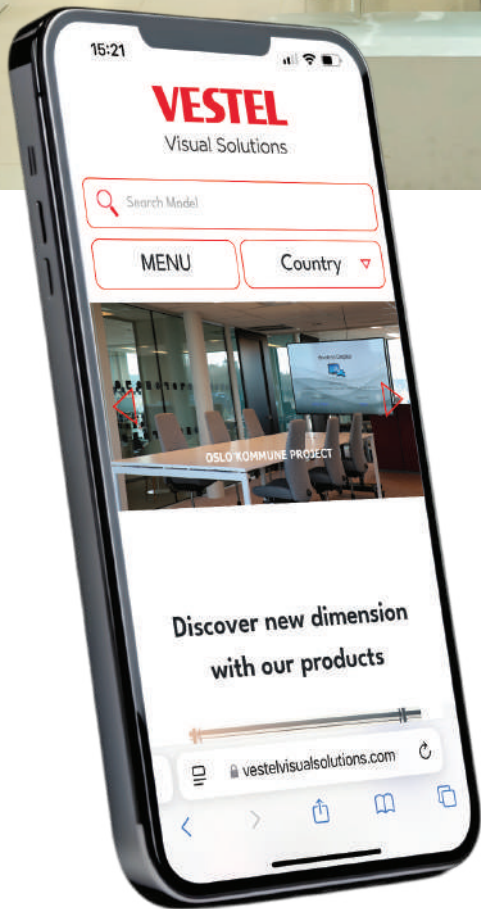 15:21
VESTEL
Visual Solutions
Search Model
MENU
Country
OSLO KOMMUNE PROJECT
Discover new dimension
with our products
vestelvisualsolutions.com